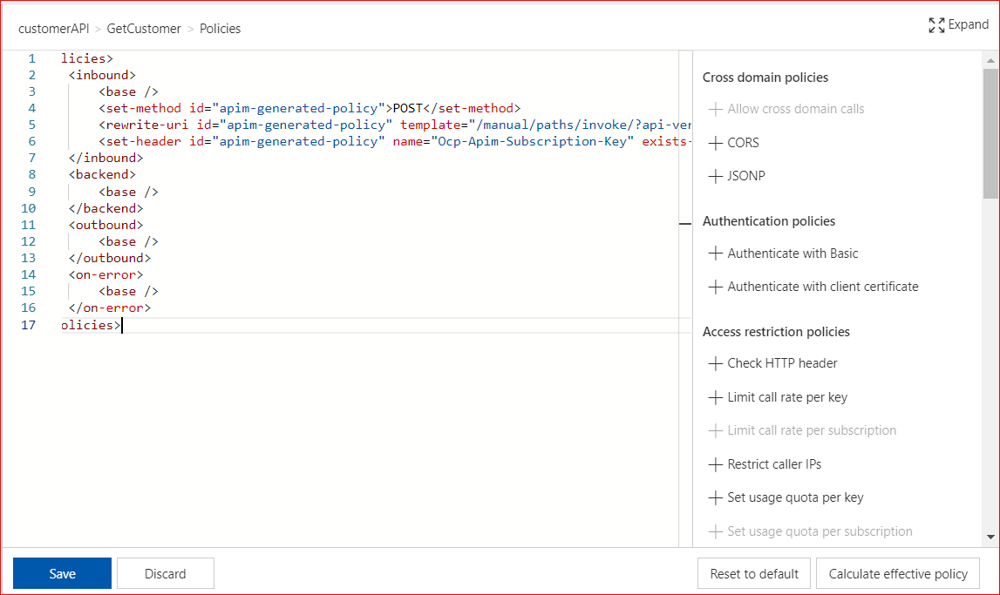 customerAPI > GetCustomer > Policies
Expand
1 licies>
2 <inbound>
3 <base />
4 <set-method id="apim-generated-policy">POST</set-method>
5 <rewrite-uri id="apim-generated-policy" template="/manual/paths/invoke/?api-ver
6 <set-header id="apim-generated-policy" name="Ocp-Apim-Subscription-Key" exists-
7 </inbound>
8 <backend>
9 <base />
10 </backend>
11 <outbound>
12 <base />
13 </outbound>
14 <on-error>
15 <base />
16 </on-error>
17 olicies>
Cross domain policies
+ Allow cross domain calls
+ CORS
+ JSONP
Authentication policies
+ Authenticate with Basic
+ Authenticate with client certificate
Access restriction policies
+ Check HTTP header
+ Limit call rate per key
+ Limit call rate per subscription
+ Restrict caller IPs
+ Set usage quota per key
+ Set usage quota per subscription
Save
Discard
Reset to default
Calculate effective policy